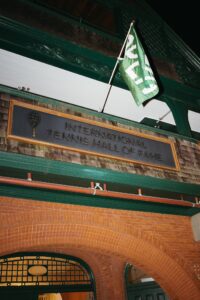 INTERNATIONAL
TENNIS HALL OF FAME